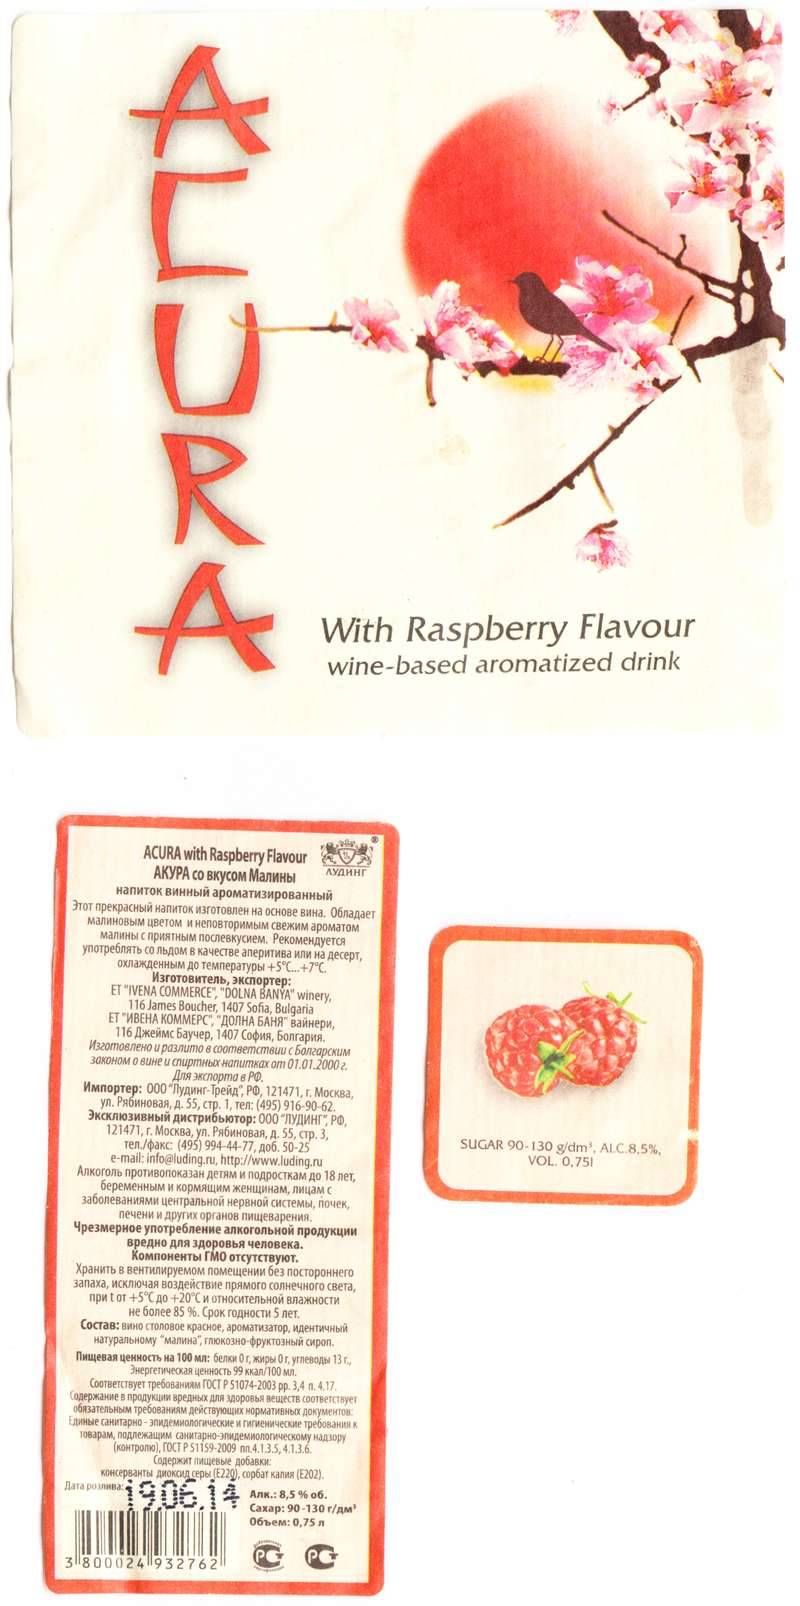 ACURA
With Raspberry Flavour
wine-based aromatized drink
ACURA with Raspberry Flavour
АКУРА со вкусом Малины
ЛУДИНГ
®
напиток винный ароматизированный
Этот прекрасный напиток изготовлен на основе вина. Обладает
малиновым цветом и неповторимым свежим ароматом
малины с приятным послевкусием. Рекомендуется
употреблять со льдом в качестве аперитива или на десерт,
охлажденным до температуры +5°С...+7°С.
Изготовитель, экспортер:
ET "IVENA COMMERCE", "DOLNA BANYA" winery,
116 James Boucher, 1407 Sofia, Bulgaria
ЕТ "ИВЕНА КОММЕРС", "ДОЛНА БАНЯ" вайнери,
116 Джеймс Баучер, 1407 София, Болгария.
Изготовлено и разлито в соответствии с Болгарским
законом о вине и спиртных напитках от 01.01.2000 г.
Для экспорта в РФ.
Импортер: ООО "Лудинг-Трейд", РФ, 121471, г. Москва,
ул. Рябиновая, д. 55, стр. 1, тел: (495) 916-90-62.
Эксклюзивный дистрибьютор: ООО "ЛУДИНГ", РФ,
121471, г. Москва, ул. Рябиновая, д. 55, стр. 3,
тел./факс: (495) 994-44-77, доб. 50-25
e-mail: info@luding.ru, http://www.luding.ru
Алкоголь противопоказан детям и подросткам до 18 лет,
беременным и кормящим женщинам, лицам с
заболеваниями центральной нервной системы, почек,
печени и других органов пищеварения.
Чрезмерное употребление алкогольной продукции
вредно для здоровья человека.
Компоненты ГМО отсутствуют.
Хранить в вентилируемом помещении без постороннего
запаха, исключая воздействие прямого солнечного света,
при t от +5°С до +20°С и относительной влажности
не более 85 %. Срок годности 5 лет.
Состав: вино столовое красное, ароматизатор, идентичный
натуральному "малина", глюкозно-фруктозный сироп.
Пищевая ценность на 100 мл: белки 0 г, жиры 0 г, углеводы 13 г.,
Энергетическая ценность 99 ккал/100 мл.
Соответствует требованиям ГОСТ Р 51074-2003 рр. 3,4 п. 4.17.
Содержание в продукции вредных для здоровья веществ соответствует
обязательным требованиям действующих нормативных документов:
Единые санитарно - эпидемиологические и гигиенические требования к
товарам, подлежащим санитарно-эпидемиологическому надзору
(контролю), ГОСТ Р 51159-2009 пп.4.1.3.5, 4.1.3.6.
Содержит пищевые добавки:
консерванты диоксид серы (Е220), сорбат калия (Е202).
Дата розлива: 19.06.14
Алк.: 8,5 % об.
Сахар: 90-130 г/дм³
Объем: 0,75 л
3 800024 932762
SUGAR 90-130 g/dm³, ALC.8,5%,
VOL. 0,75l